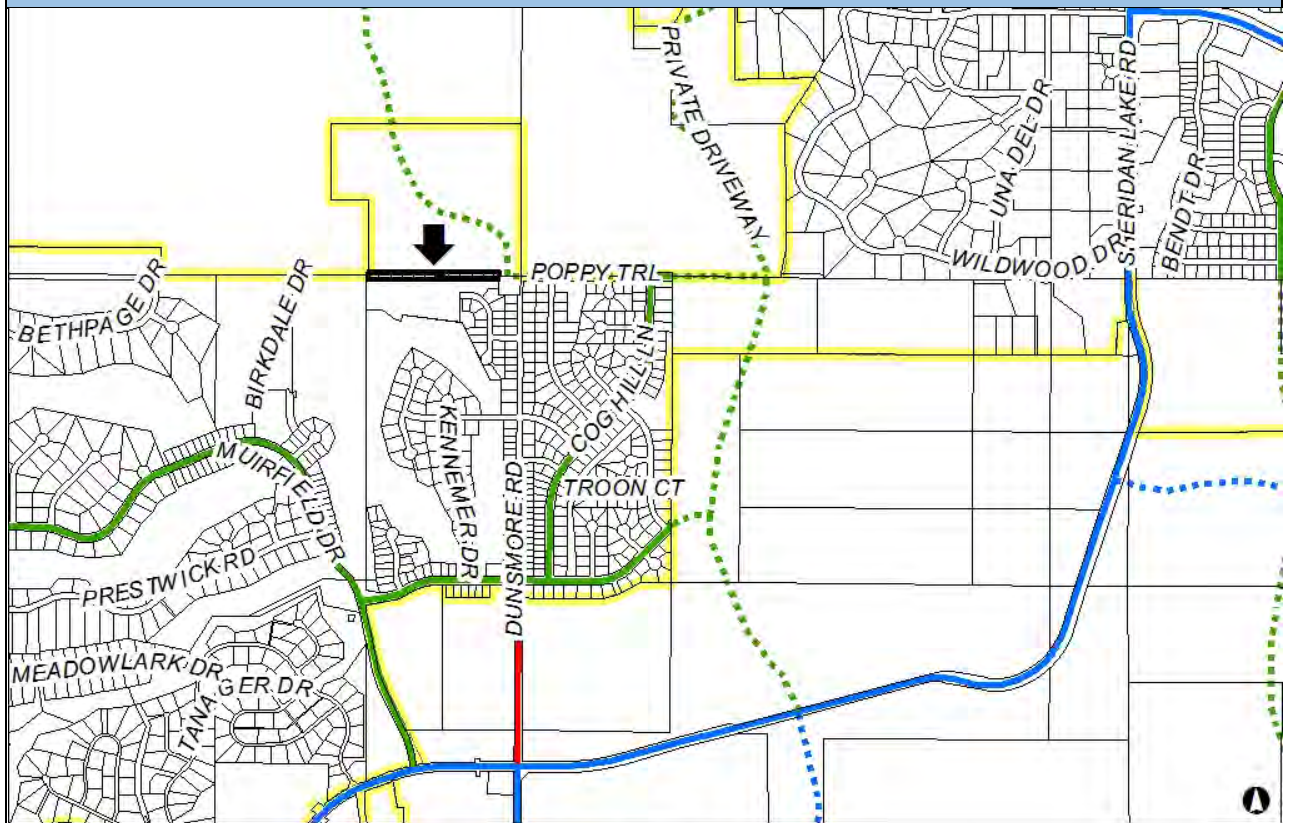 PRIVATE DRIVEWAY
SHERIDAN LAKE RD
UNA DEL DR
BENDT DR
WILDWOOD DR
POPPY TRL
BETHPAGE DR
BIRKDALE DR
COG HILL LN
KENNEMER DR
MUIRFIELD DR
TROON CT
DUNSMORE RD
PRESTWICK RD
MEADOWLARK DR
TANAGER DR